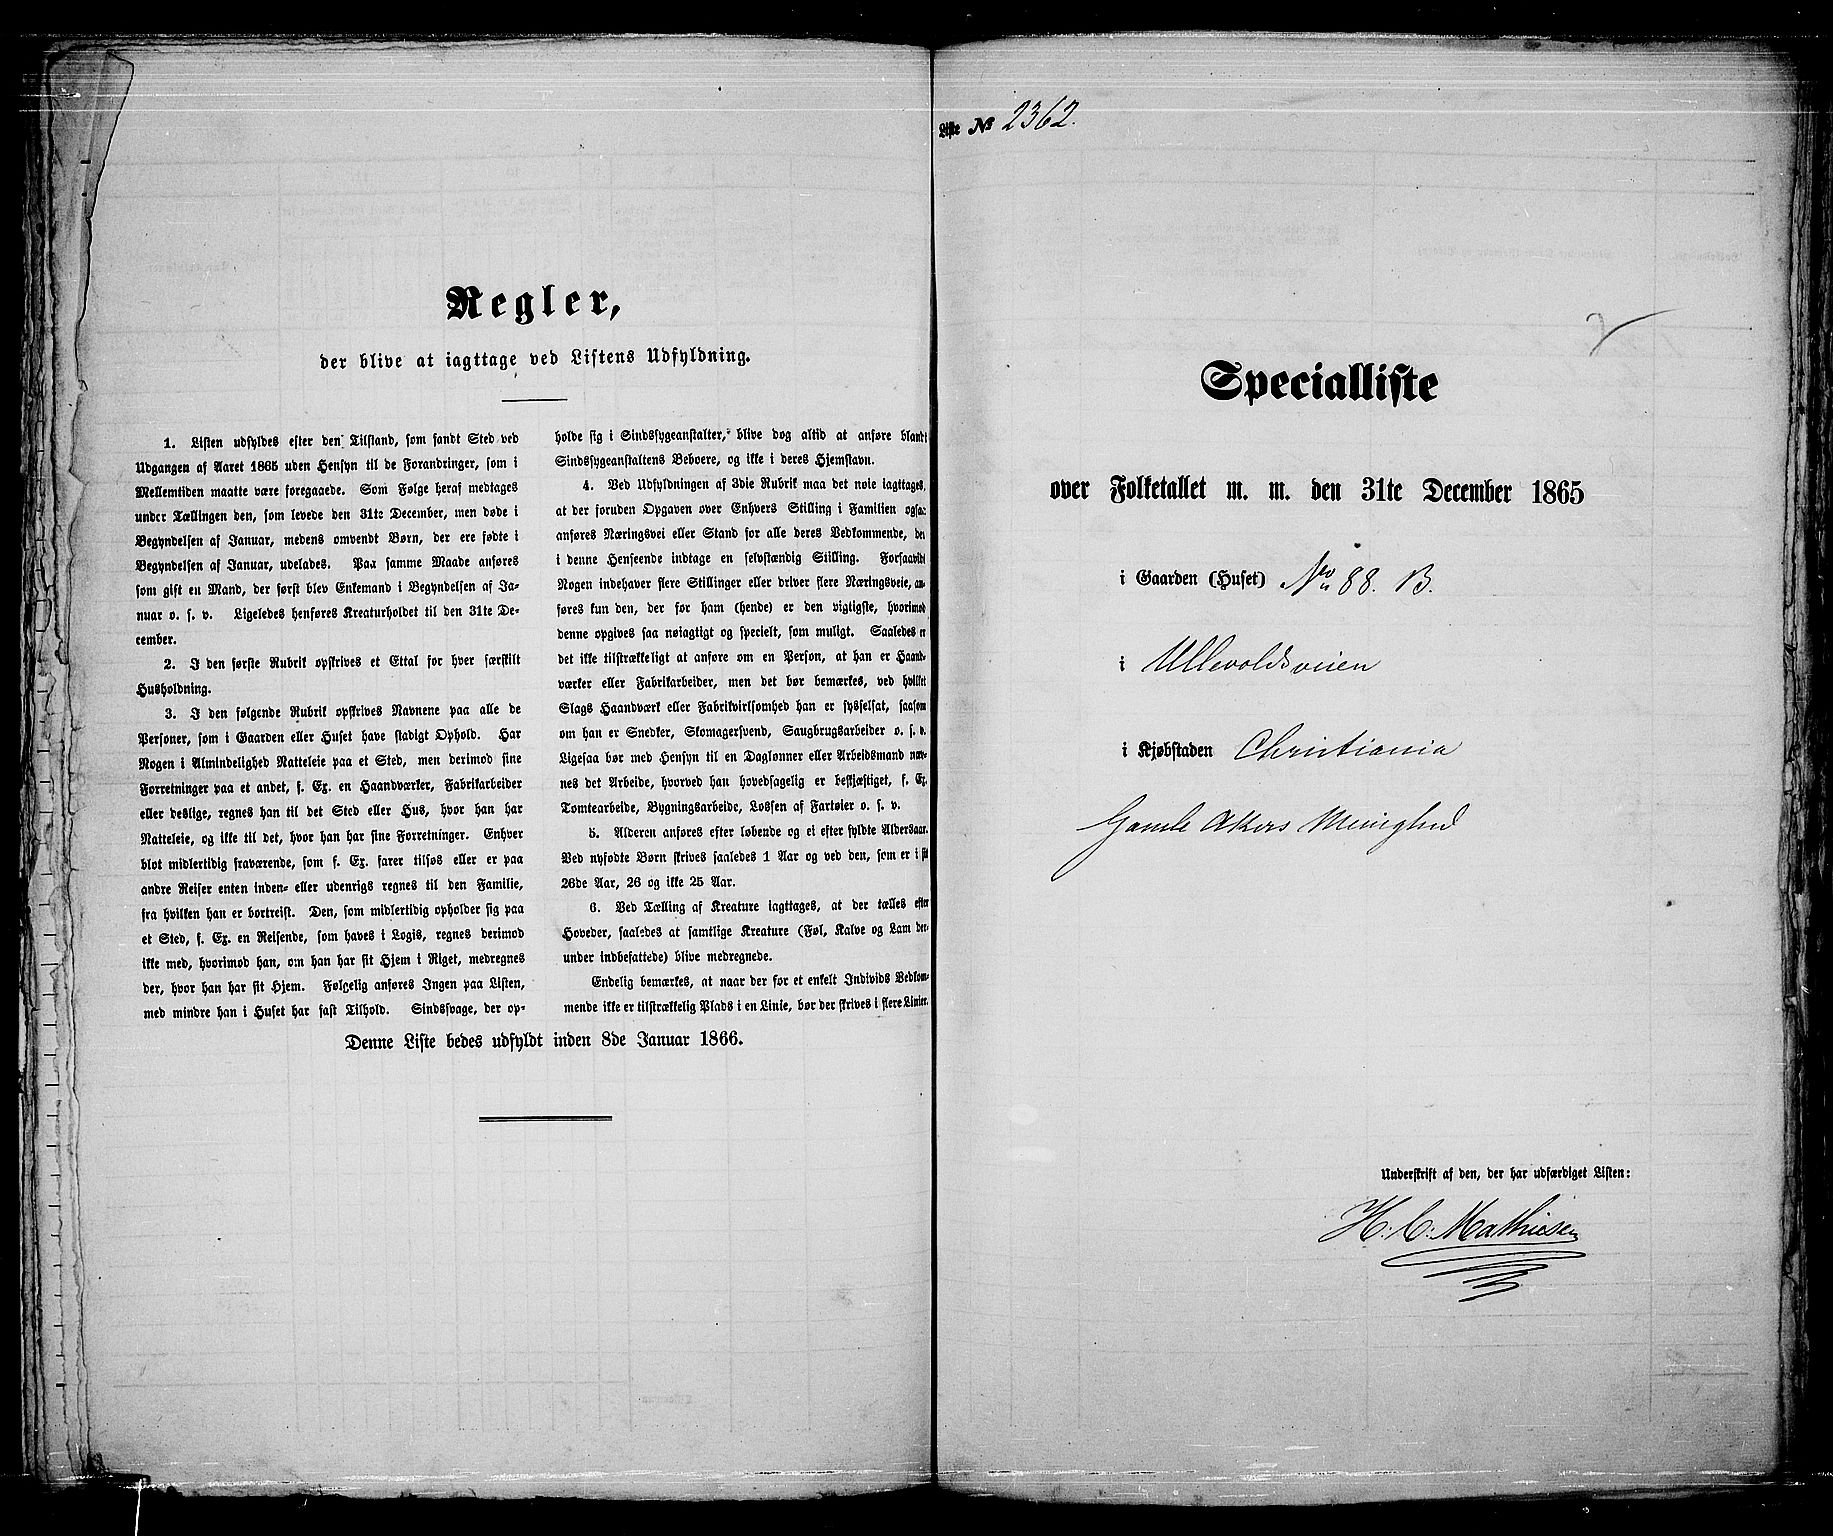 Regler,
der blive at iagttage ved Listens Udfyldning.
1. Listen udfyldes efter den Tilstand, som fandt Sted ved
Udgangen af Aaret 1865 uden Hensyn til de Forandringer, som i
Mellemtiden maatte være foregaaede. Som Følge heraf medtages
under Tællingen den, som levede den 31te December, men døde i
Begyndelsen af Januar, medens omvendt Børn, der ere fødte i
Begyndelsen af Januar, udelades. Paa samme Maade anføres
som gift en Mand, der først blev Enkemand i Begyndelsen af Ja-
nuar o. s. v. Ligeledes henføres Kreaturholdet til den 31te De-
cember.
2. I den første Rubrik opskrives et Ettal for hver særskilt
Husholdning.
3. I den følgende Rubrik opskrives Navnene paa alle de
Personer, som i Gaarden eller Huset have stadigt Ophold. Har
Nogen i Almindelighed Natteleie paa et Sted, men derimod sine
Forretninger paa et andet, f. Ex. en Haandværker, Fabrikarbeider
eller deslige, regnes han til det Sted eller Hus, hvor han har
Natteleie, og ikke til det, hvor han har sine Forretninger. Enhver
blot midlertidig fraværende, som f. Ex. farer tilsøs eller er paa
andre Reiser enten inden- eller udenrigs regnes til den Familie,
fra hvilken han er bortreist. Den, som midlertidig opholder sig paa
et Sted, f. Ex. en Reisende, som haves i Logis, regnes derimod
ikke med, hvorimod han, om han har sit Hjem i Riget, medregnes
der, hvor han har sit Hjem. Følgelig anføres Ingen paa Listen,
med mindre han i Huset har fast Tilhold. Sindssvage, der op-
holde sig i Sindssygeanstalter, blive dog altid at anføre blandt
Sindssygeanstaltens Beboere, og ikke i deres Hjemstavn.
4. Ved Udfyldningen af 3die Rubrik maa det nøie iagttages,
at der foruden Opgaven over Enhvers Stilling i Familien ogsaa
anføres Næringsvei eller Stand for alle deres Vedkommende, der
i denne Henseende indtage en selvstændig Stilling. Forsaavidt
Nogen indehaver flere Stillinger eller driver flere Næringsveie, an-
føres kun den, der for ham (hende) er den vigtigste, hvorimod
denne opgives saa nøiagtigt og specielt, som muligt. Saaledes er
det ikke tilstrækkeligt at anføre om en Person, at han er Haand-
værker eller Fabrikarbeider, men det bør bemærkes, ved hvilket
Slags Haandværk eller Fabrikvirksomhed han er sysselsat, saasom
om han er Snedker, Skomagersvend, Saugbrugsarbeider o. s. v.
Ligesaa bør med Hensyn til en Daglønner eller Arbeidsmand næv-
nes det Arbeide, hvorved han hovedsagelig er beskjæftiget, f. Ex.
Tomtearbeide, Bygningsarbeide, Lossen af Fartøier o. s. v.
5. Alderen anføres efter løbende og ei efter fyldte Aldersaar.
Ved nyfødte Børn skrives saaledes 1 Aar og ved den, som er i sit
26de Aar, 26 og ikke 25 Aar.
6. Ved Tælling af Kreature iagttages, at der tælles efter
Hoveder, saaledes at samtlige Kreature (Føl, Kalve og Lam der-
under indbefattede) blive medregnede.
Endelig bemærkes, at naar der for et enkelt Individs Vedkom-
mende ikke er tilstrækkelig Plads i en Linie, bør der skrives i flere Linier.
Denne Liste bedes udfyldt inden 8de Januar 1866.
Liste No 2362.
Specialliste
over Folketallet m. m. den 31te December 1865
i Gaarden (Huset) No 88. B.
i Ullevoldsveien
i Kjøbstaden Christiania
Gamle Akers Menighed
Underskrift af den, der har udfærdiget Listen:
H. C. Mathiesen